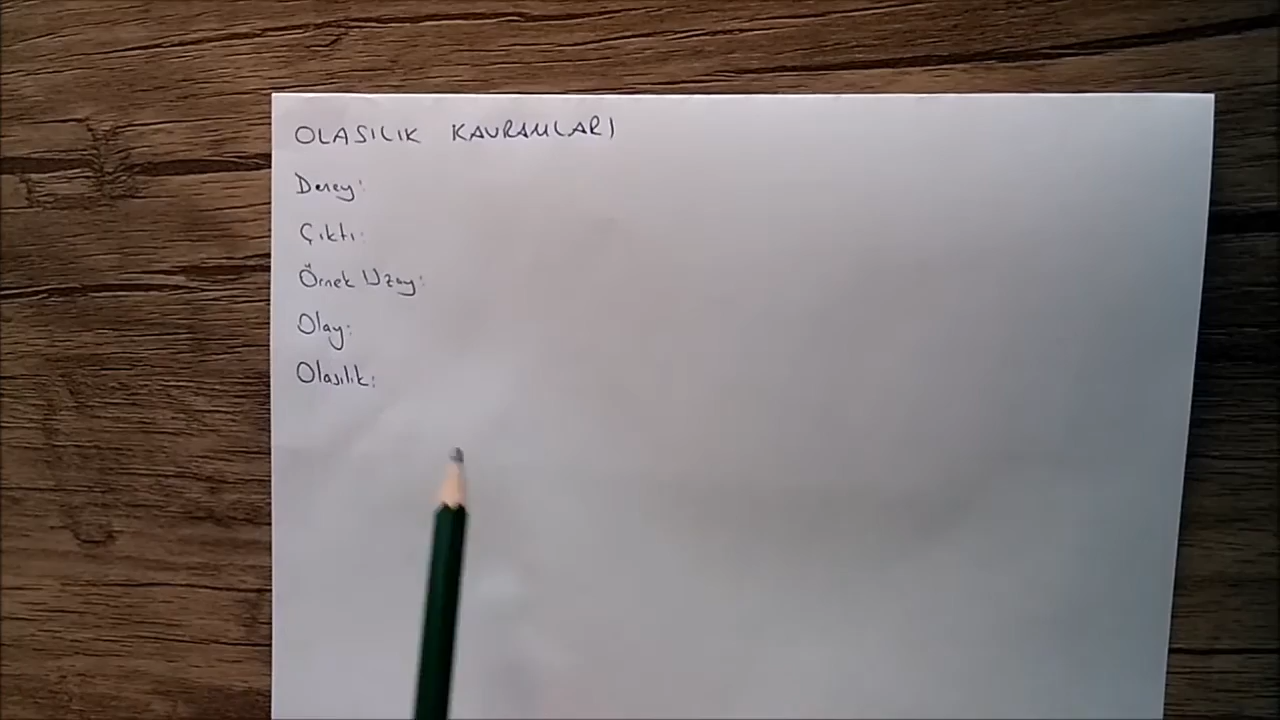 OLASILIK KAVRAMLARI
Deney:
Çıktı:
Örnek Uzay:
Olay:
Olasılık: